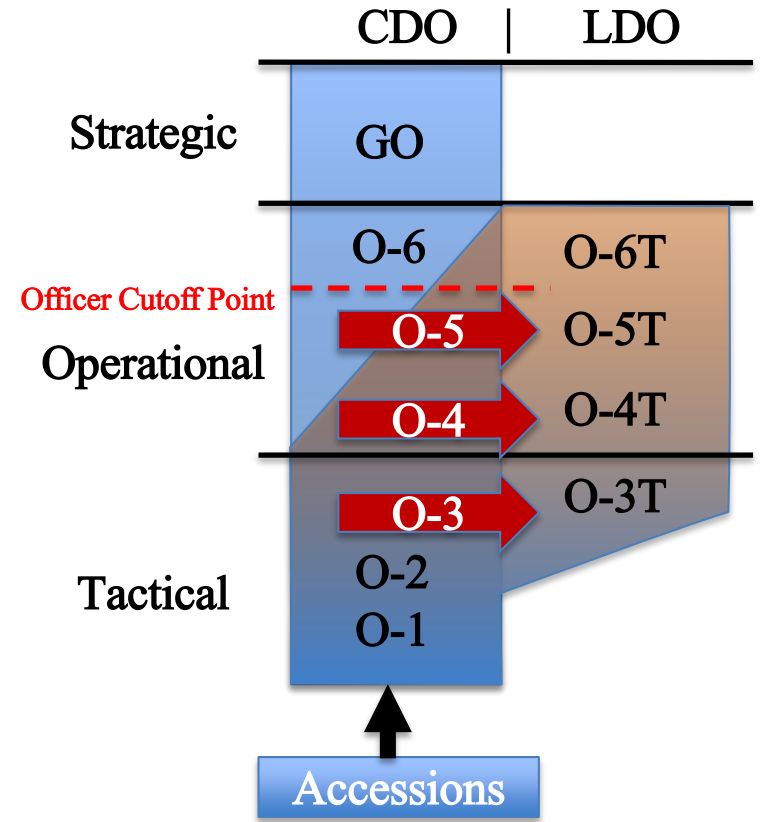 CDO | LDO
Strategic
GO
O-6
O-6T
Officer Cutoff Point
O-5
O-5T
Operational
O-4
O-4T
O-3
O-3T
O-2
Tactical
O-1
Accessions